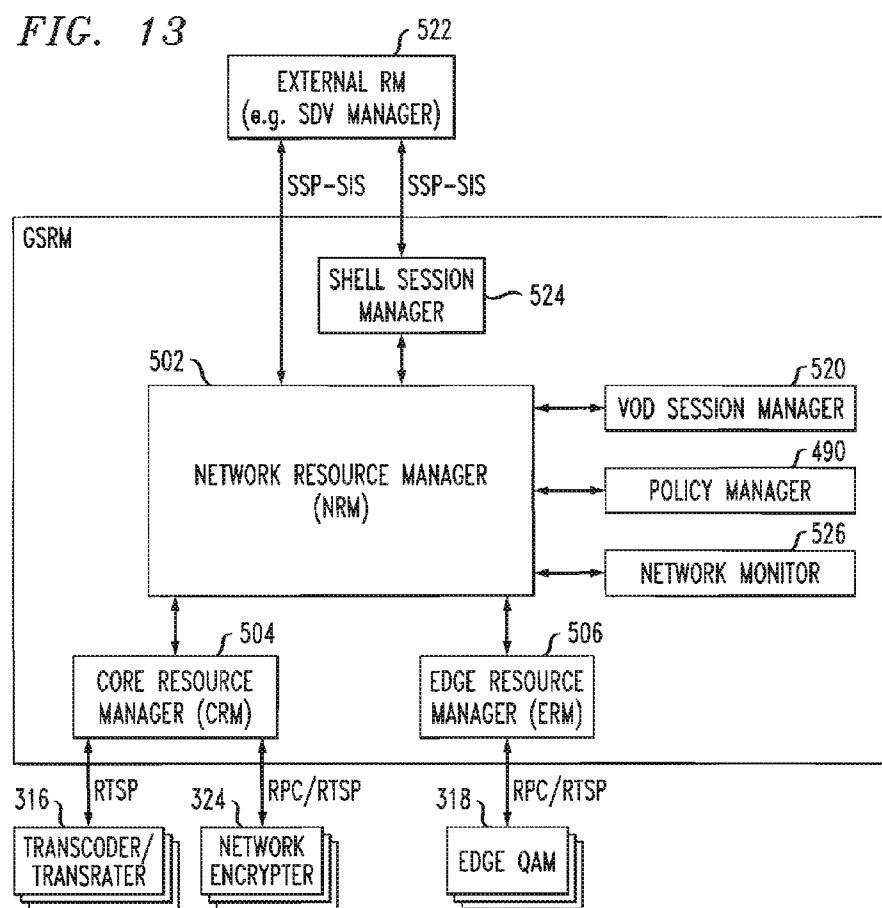 FIG. 13
522
EXTERNAL RM
(e.g. SDV MANAGER)
SSP-SIS
SSP-SIS
GSRM
SHELL SESSION
MANAGER
524
502
NETWORK RESOURCE MANAGER
(NRM)
520
VOD SESSION MANAGER
490
POLICY MANAGER
526
NETWORK MONITOR
504
CORE RESOURCE
MANAGER (CRM)
506
EDGE RESOURCE
MANAGER (ERM)
RTSP
RPC/RTSP
RPC/RTSP
316
TRANSCODER/
TRANSRATER
324
NETWORK
ENCRYPTER
318
EDGE QAM